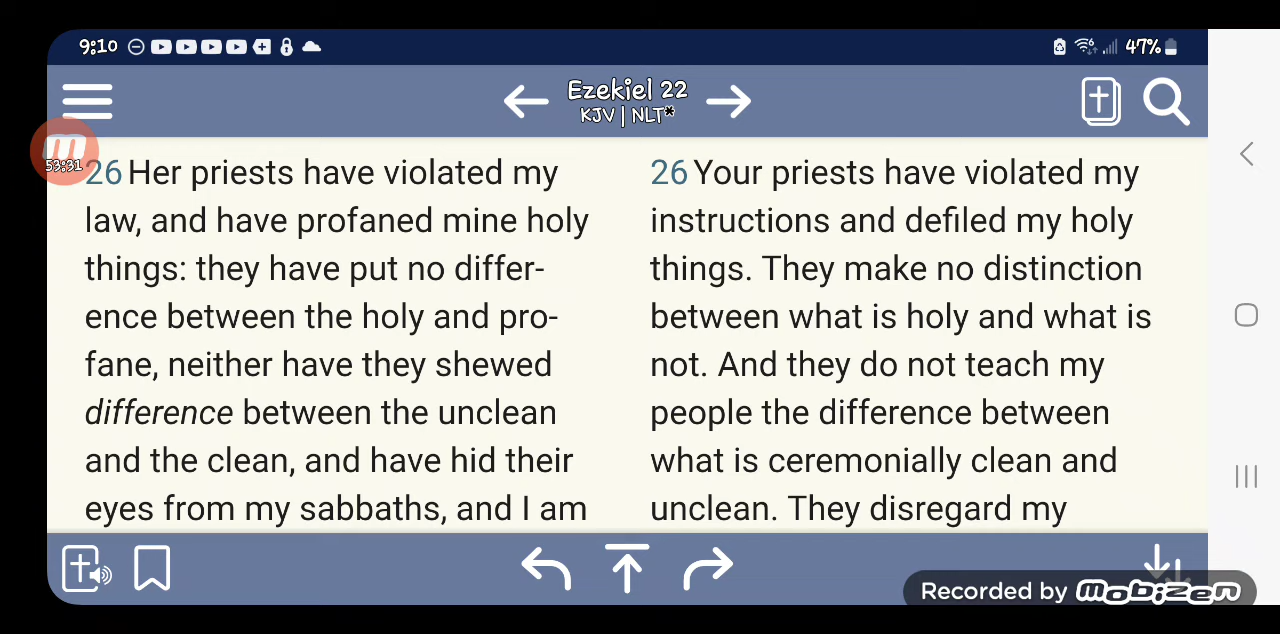 9:10
47%
Ezekiel 22
KJV | NLT*
53:31
26 Her priests have violated my
law, and have profaned mine holy
things: they have put no differ-
ence between the holy and pro-
fane, neither have they shewed
difference between the unclean
and the clean, and have hid their
eyes from my sabbaths, and I am
26 Your priests have violated my
instructions and defiled my holy
things. They make no distinction
between what is holy and what is
not. And they do not teach my
people the difference between
what is ceremonially clean and
unclean. They disregard my
Recorded by mobizen